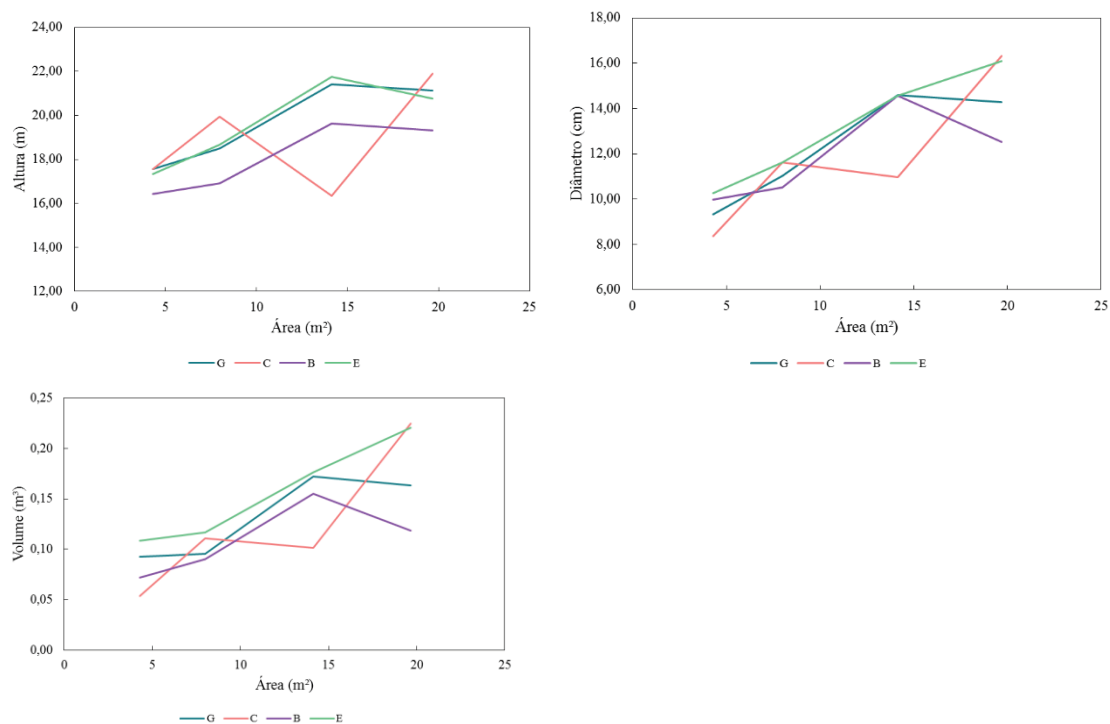 24,00
22,00
20,00
18,00
16,00
14,00
12,00
Altura (m)
0 5 10 15 20 25
Área (m²)
G C B E
18,00
16,00
14,00
12,00
10,00
8,00
6,00
Diâmetro (cm)
0 5 10 15 20 25
Área (m²)
G C B E
0,25
0,20
0,15
0,10
0,05
0,00
Volume (m³)
0 5 10 15 20 25
Área (m²)
G C B E